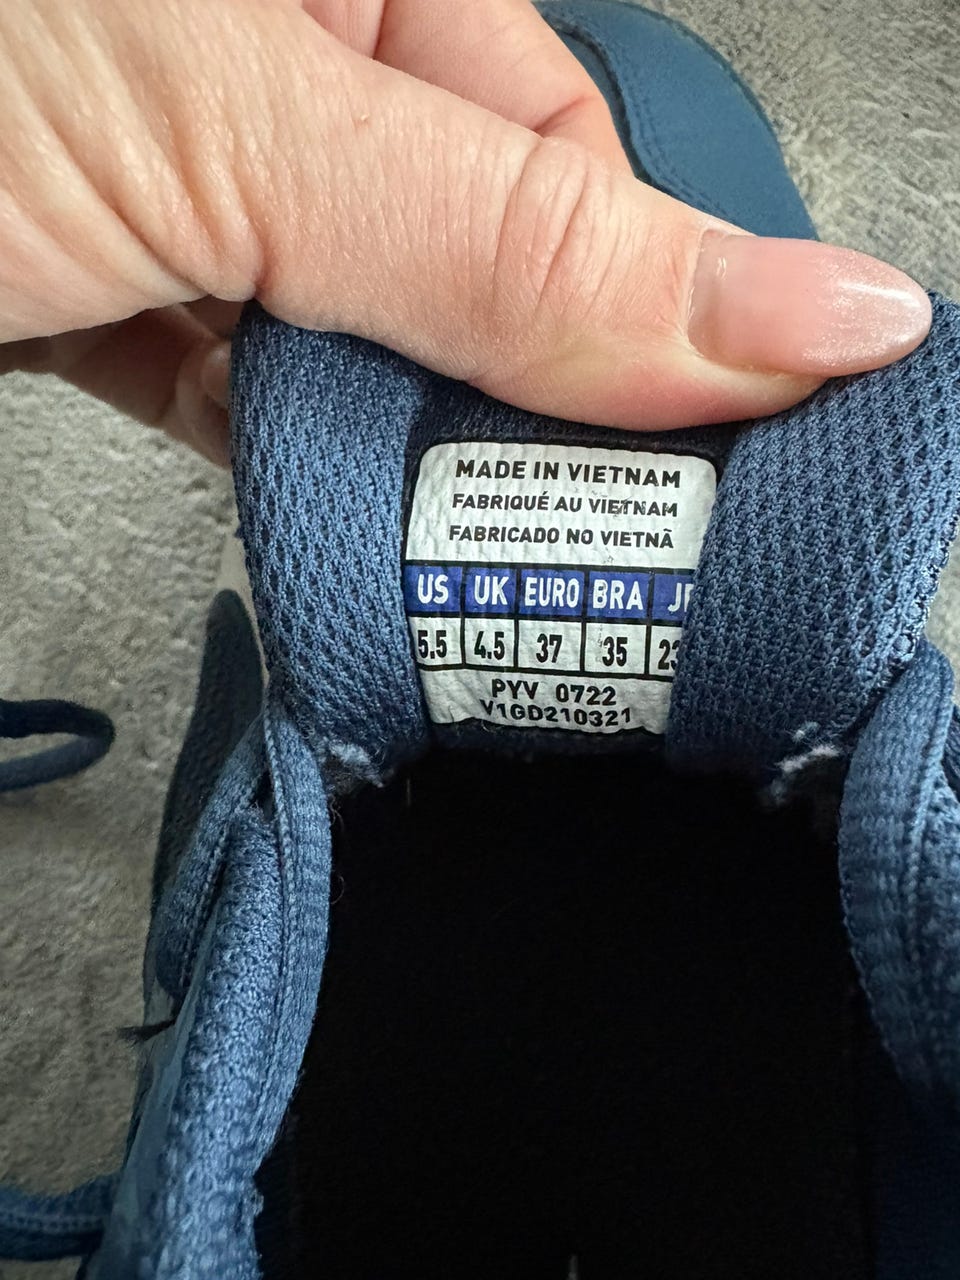 MADE IN VIETNAM
FABRIQUÉ AU VIETNAM
FABRICADO NO VIETNÃ
US UK EURO BRA
5.5 4.5 37 35
PYV 0722
V1GD210321